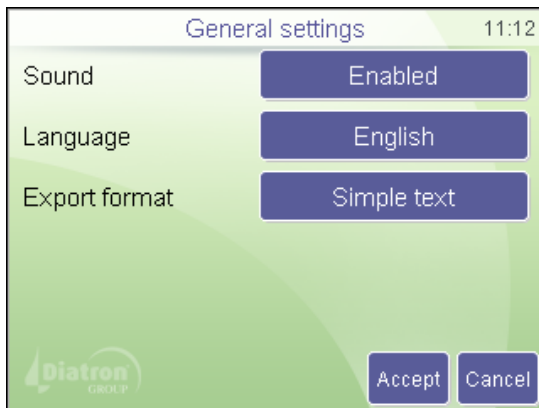 General settings 11:12
Sound Enabled
Language English
Export format Simple text
Diatron
GROUP
Accept Cancel